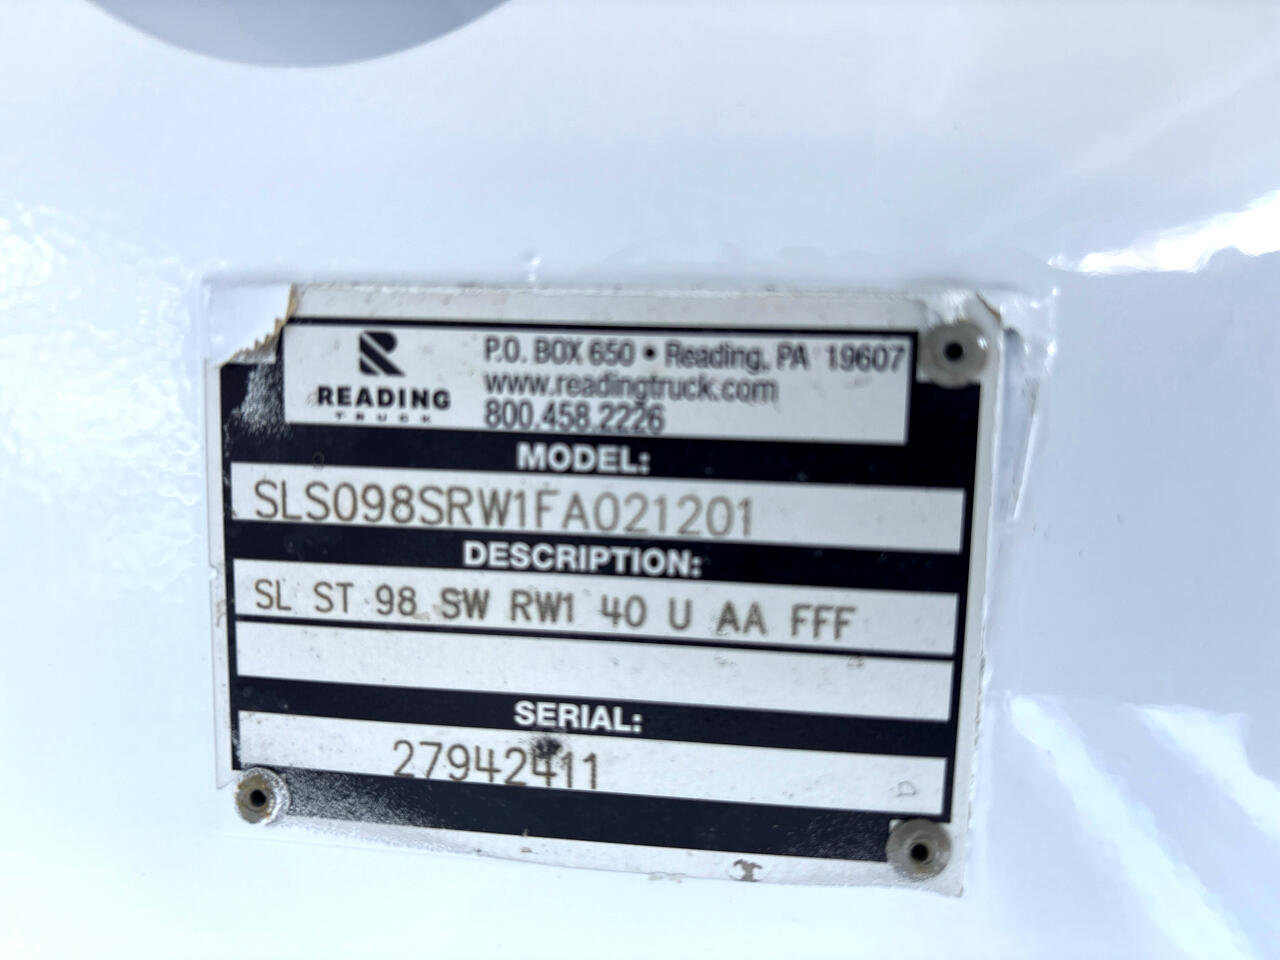 READING
TRUCK
P.O. BOX 650 • Reading, PA 19607
www.readingtruck.com
800.458.2226
MODEL:
SLS098SRW1FA021201
DESCRIPTION:
SL ST 98 SW RW1 40 U AA FFF
SERIAL:
27942411